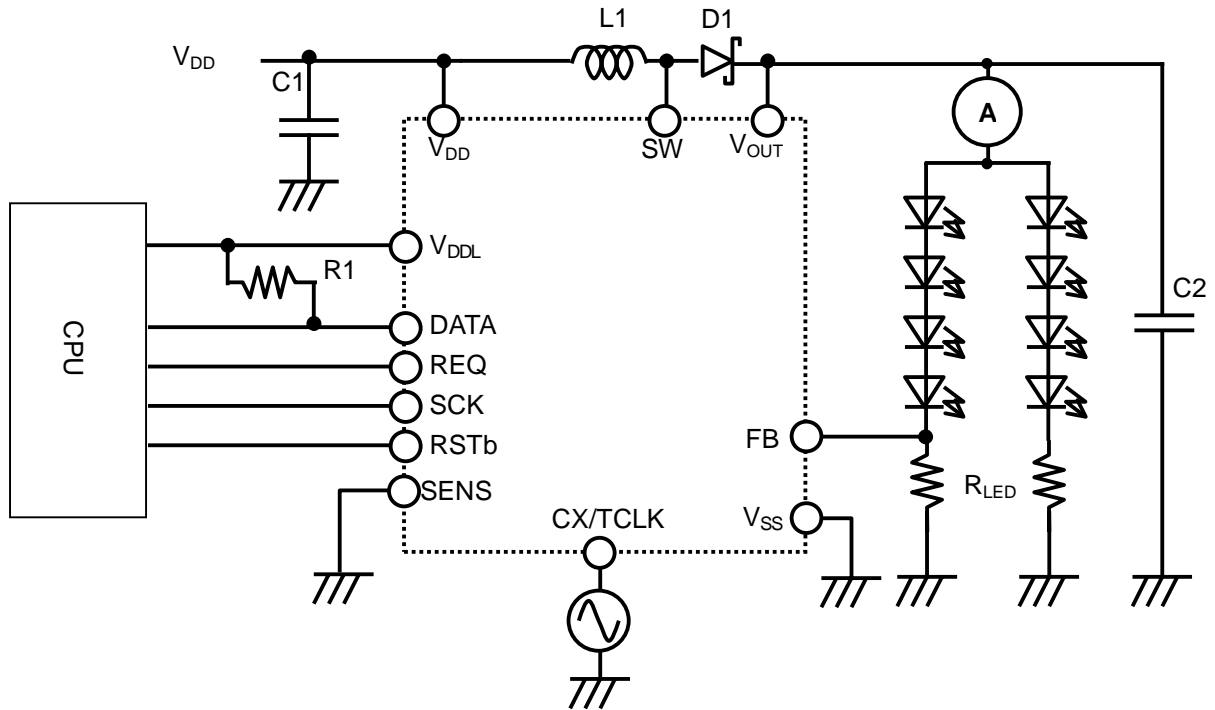 L1
D1
VDD
C1
A
VDD
SW
VOUT
VDDL
R1
C2
CPU
DATA
REQ
SCK
FB
RSTb
RLED
SENS
CX/TCLK
VSS